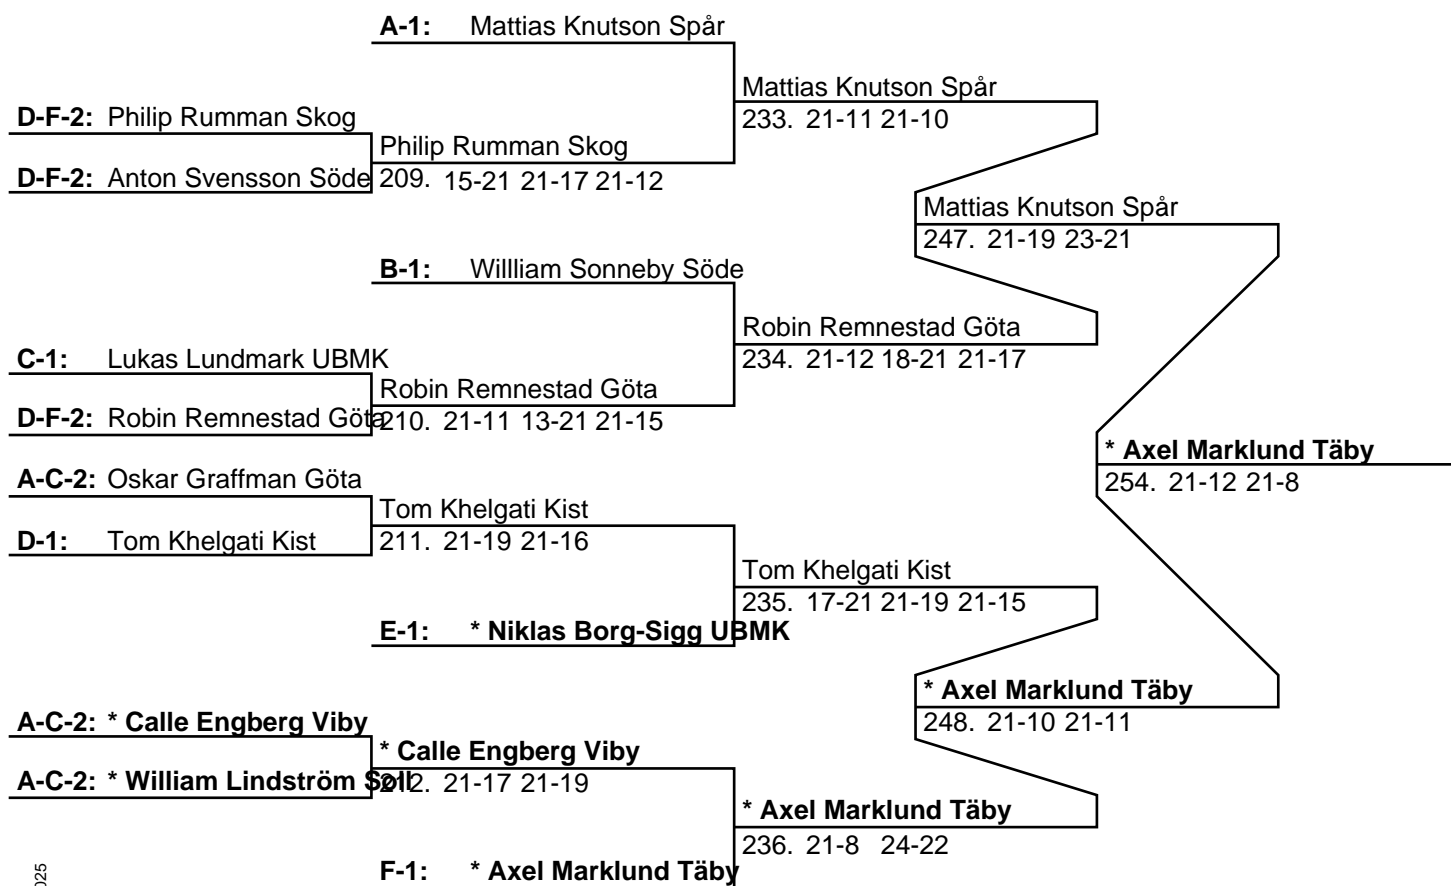 A-1: Mattias Knutson Spår
Mattias Knutson Spår
D-F-2: Philip Rumman Skog
233. 21-11 21-10
Philip Rumman Skog
D-F-2: Anton Svensson Söde
209. 15-21 21-17 21-12
Mattias Knutson Spår
247. 21-19 23-21
B-1: Willliam Sonneby Söde
Robin Remnestad Göta
C-1: Lukas Lundmark UBMK
234. 21-12 18-21 21-17
Robin Remnestad Göta
D-F-2: Robin Remnestad Göta
210. 21-11 13-21 21-15
* Axel Marklund Täby
A-C-2: Oskar Graffman Göta
254. 21-12 21-8
Tom Khelgati Kist
D-1: Tom Khelgati Kist
211. 21-19 21-16
Tom Khelgati Kist
235. 17-21 21-19 21-15
E-1: * Niklas Borg-Sigg UBMK
* Axel Marklund Täby
A-C-2: * Calle Engberg Viby
248. 21-10 21-11
* Calle Engberg Viby
A-C-2: * William Lindström Soll
212. 21-17 21-19
* Axel Marklund Täby
236. 21-8 24-22
F-1: * Axel Marklund Täby